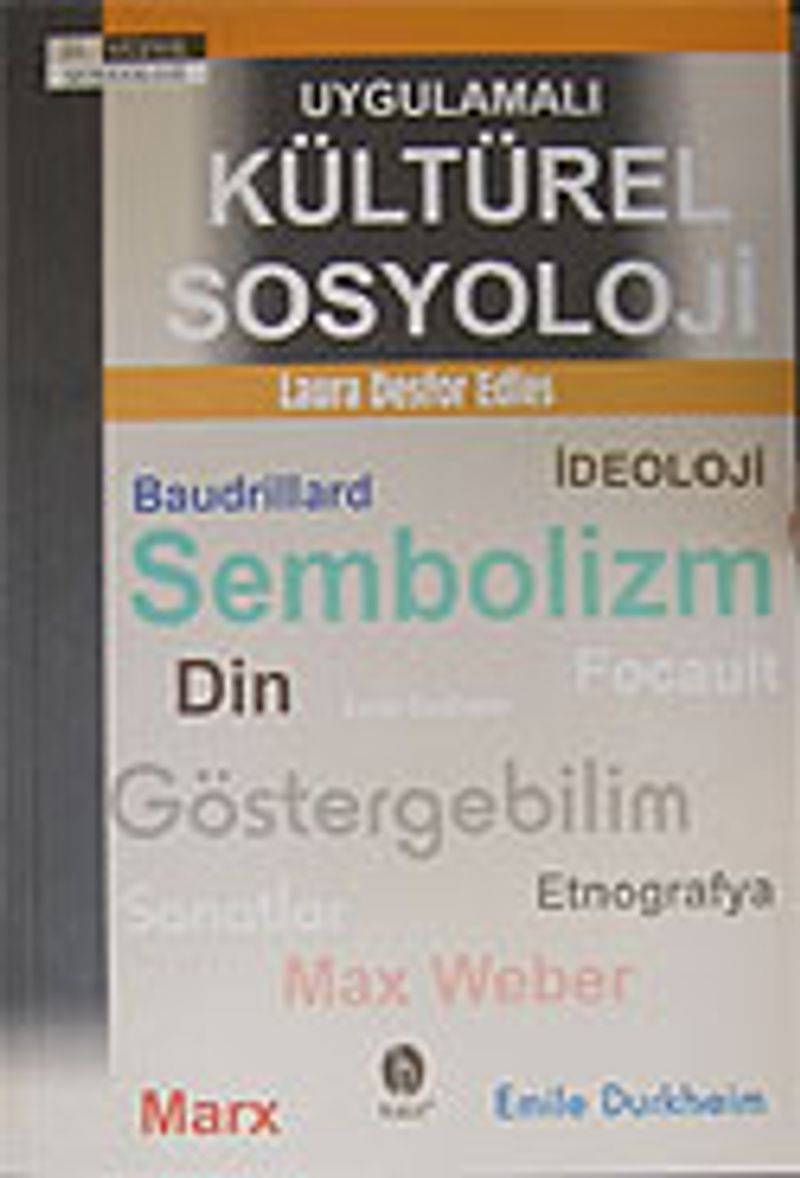 UYGULAMALI
KÜLTÜREL
SOSYOLOJİ
Laura Desfor Edles
Baudrillard
İDEOLOJİ
Sembolizm
Din
Focault
Göstergebilim
Sanatlar
Etnografya
Max Weber
Marx
Emile Durkheim